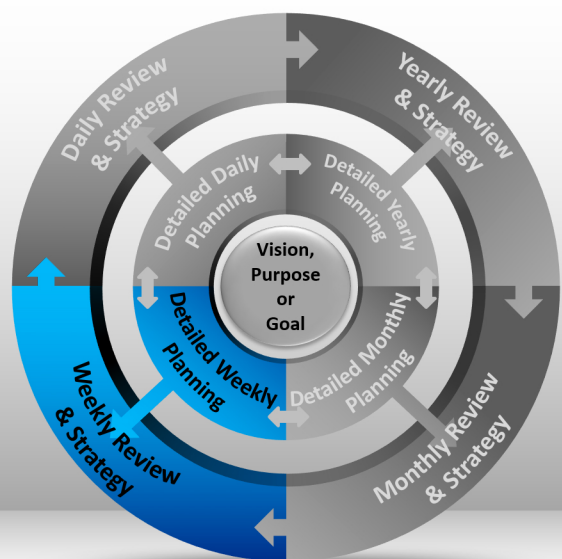 Daily Review
& Strategy
Yearly Review
& Strategy
Detailed Daily
Planning
Detailed Yearly
Planning
Vision,
Purpose
or
Goal
Detailed Weekly
Planning
Detailed Monthly
Planning
Weekly Review
& Strategy
Monthly Review
& Strategy